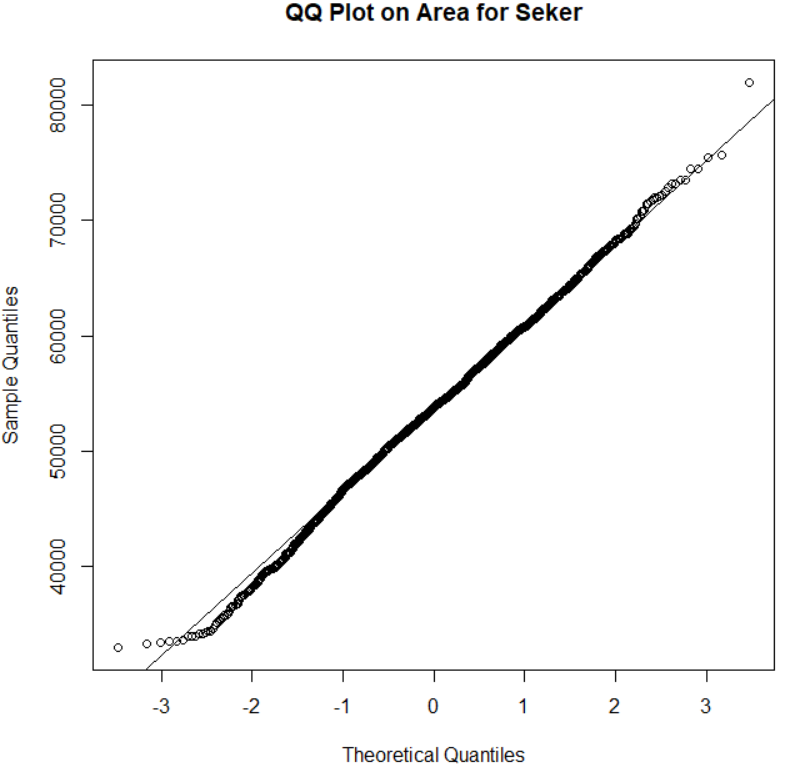 QQ Plot on Area for Seker
80000
70000
60000
50000
40000
Sample Quantiles
-3 -2 -1 0 1 2 3
Theoretical Quantiles